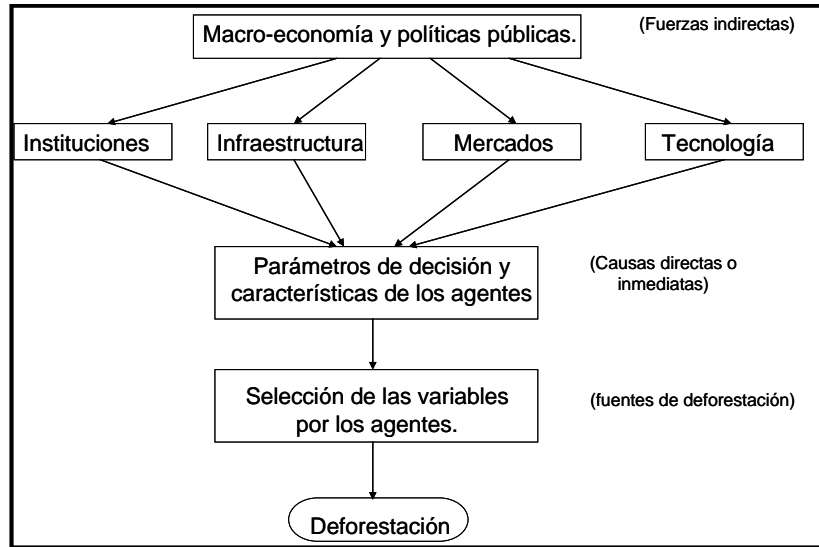 Macro-economía y políticas públicas.
(Fuerzas indirectas)
Instituciones
Infraestructura
Mercados
Tecnología
Parámetros de decisión y
características de los agentes
(Causas directas o
inmediatas)
Selección de las variables
por los agentes.
(fuentes de deforestación)
Deforestación